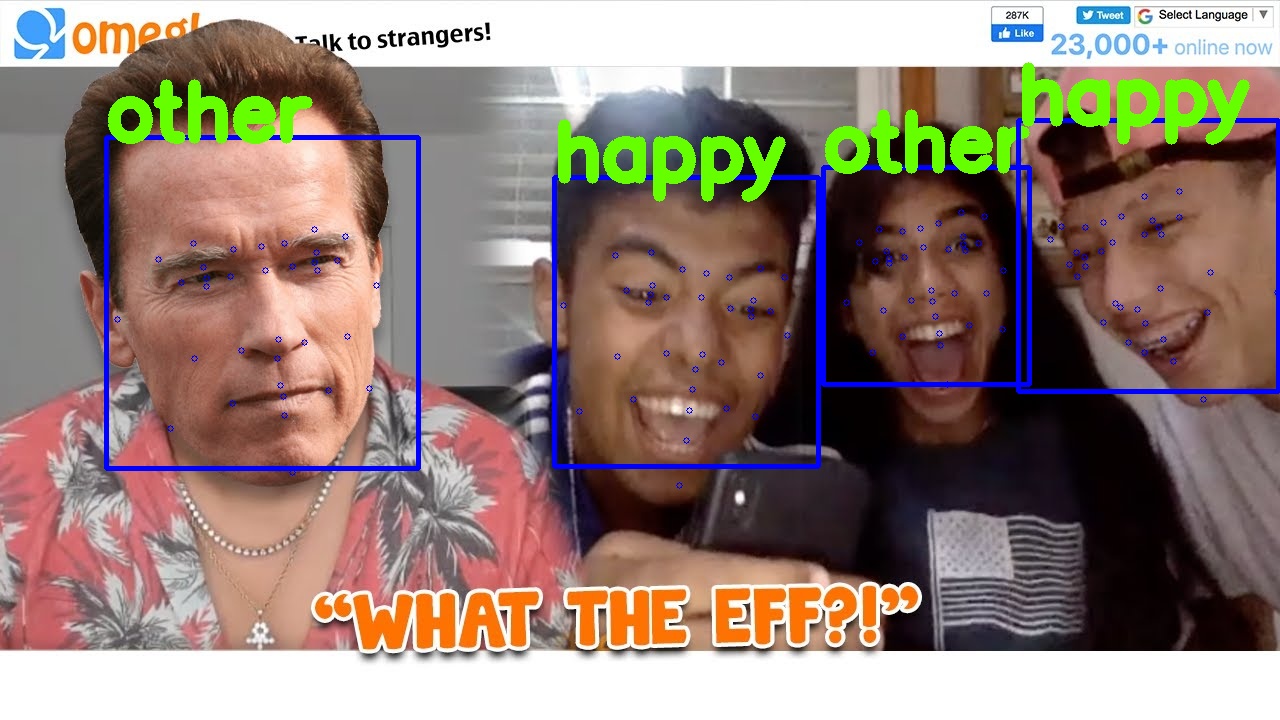 Talk to strangers!
287K
Like
Tweet
Select Language
23,000+ online now
other
happy
other
happy
“WHAT THE EFF?!”